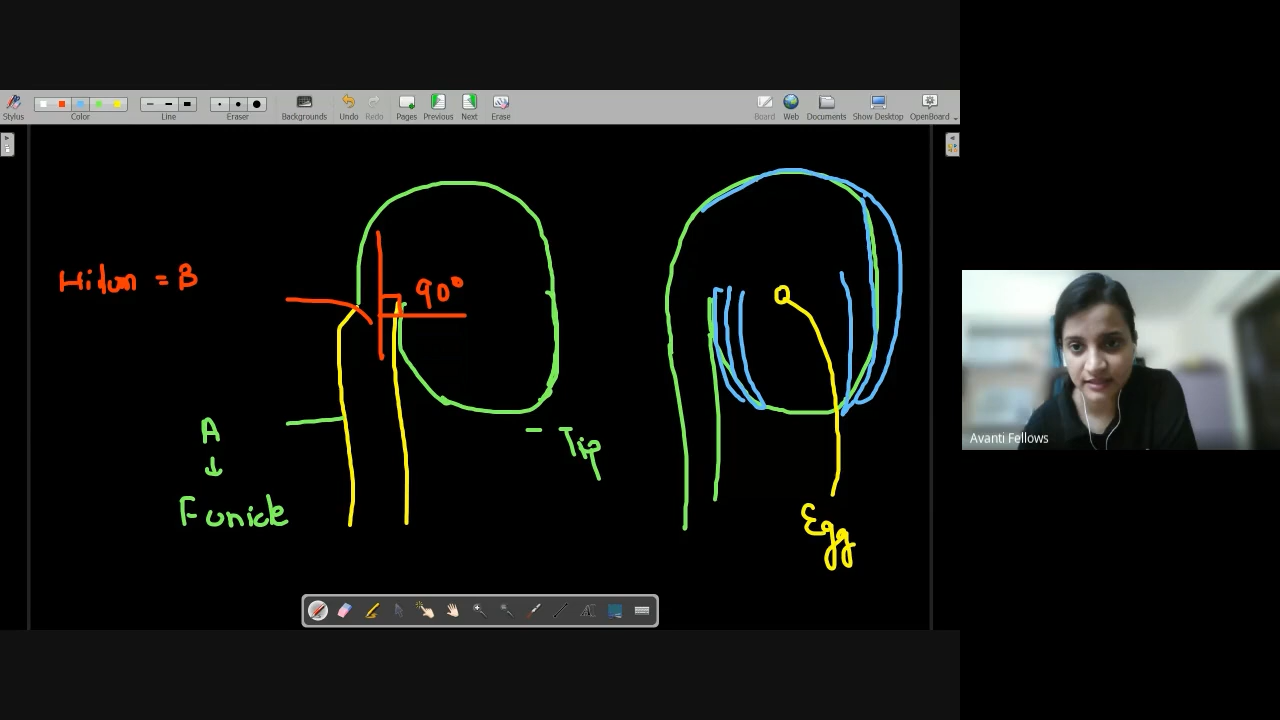 Stylus
Color
Line
Eraser
Backgrounds
Undo
Redo
Pages
Previous
Next
Erase
Board
Web
Documents
Show Desktop
OpenBoard
Hilum = B
90°
A
Funicle
- Tip
Egg
Avanti Fellows